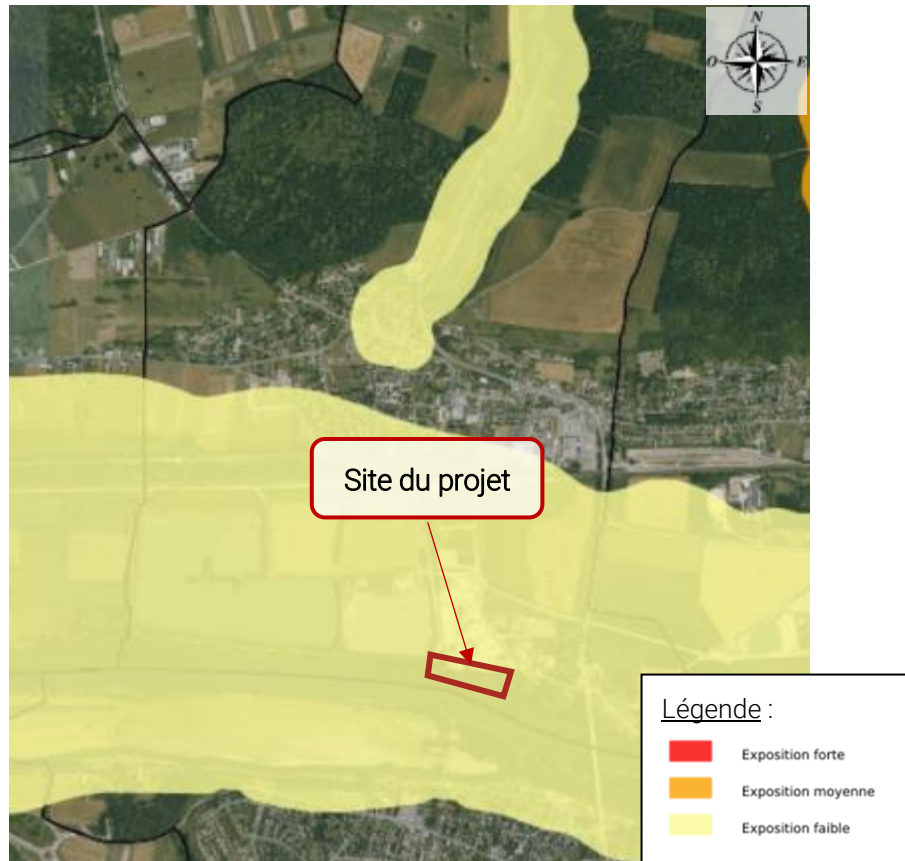 N
O
E
S
Site du projet
Légende :
Exposition forte
Exposition moyenne
Exposition faible